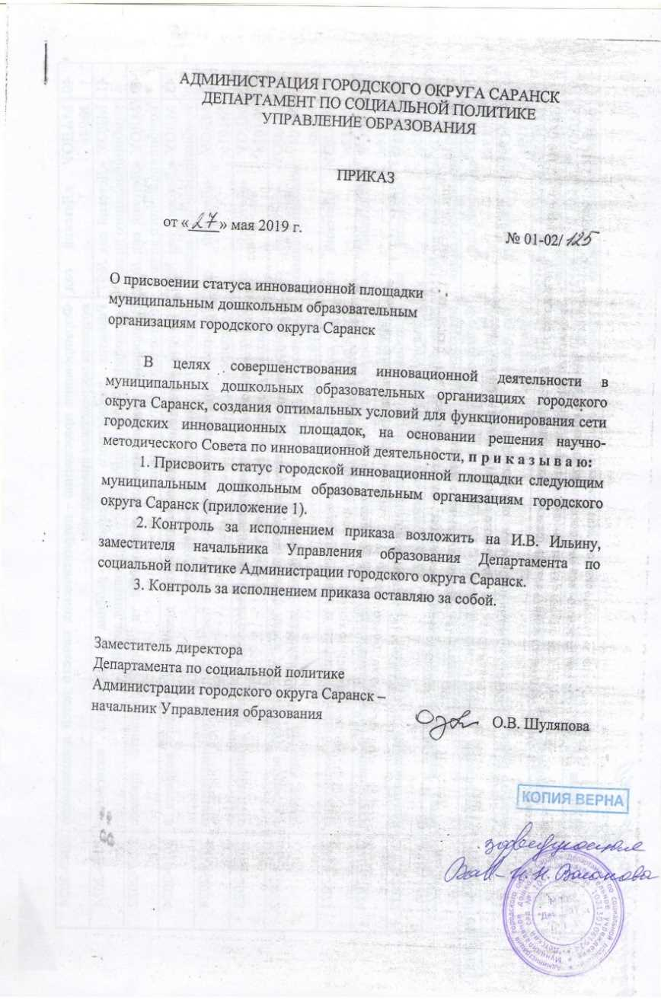 АДМИНИСТРАЦИЯ ГОРОДСКОГО ОКРУГА САРАНСК
ДЕПАРТАМЕНТ ПО СОЦИАЛЬНОЙ ПОЛИТИКЕ
УПРАВЛЕНИЕ ОБРАЗОВАНИЯ
ПРИКАЗ
от «27» мая 2019 г.
№ 01-02/125
О присвоении статуса инновационной площадки
муниципальным дошкольным образовательным
организациям городского округа Саранск
В целях совершенствования инновационной деятельности в
муниципальных дошкольных образовательных организациях городского
округа Саранск, создания оптимальных условий для функционирования сети
городских инновационных площадок, на основании решения научно-
методического Совета по инновационной деятельности, п р и к а з ы в а ю:
1. Присвоить статус городской инновационной площадки следующим
муниципальным дошкольным образовательным организациям городского
округа Саранск (приложение 1).
2. Контроль за исполнением приказа возложить на И.В. Ильину,
заместителя начальника Управления образования Департамента по
социальной политике Администрации городского округа Саранск.
3. Контроль за исполнением приказа оставляю за собой.
Заместитель директора
Департамента по социальной политике
Администрации городского округа Саранск –
начальник Управления образования
О.В. Шуляпова
КОПИЯ ВЕРНА
заведующая